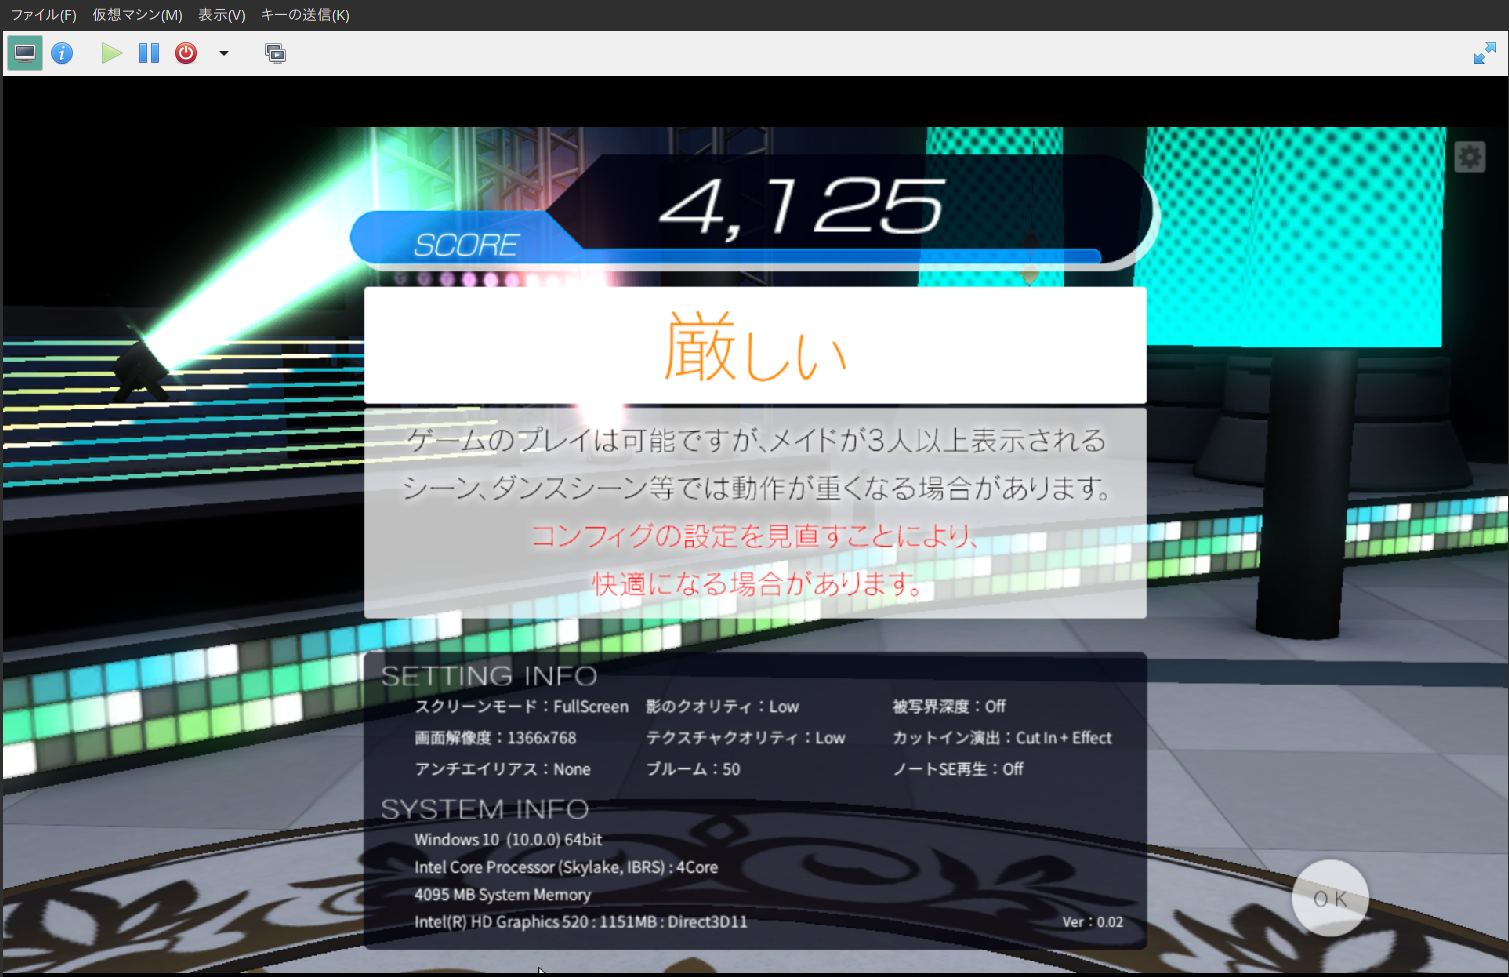 ファイル(F) 仮想マシン(M) 表示(V) キーの送信(K)
4,125
SCORE
厳しい
ゲームのプレイは可能ですが、メイドが3人以上表示される
シーン、ダンスシーン等では動作が重くなる場合があります。
コンフィグの設定を見直すことにより、
快適になる場合があります。
SETTING INFO
スクリーンモード：FullScreen 影のクオリティ：Low 被写界深度：Off
画面解像度：1366x768 テクスチャクオリティ：Low カットイン演出：Cut In + Effect
アンチエイリアス：None ブルーム：50 ノートSE再生：Off
SYSTEM INFO
Windows 10 (10.0.0) 64bit
Intel Core Processor (Skylake, IBRS) : 4Core
4095 MB System Memory
Intel(R) HD Graphics 520 : 1151MB : Direct3D11
Ver：0.02
OK